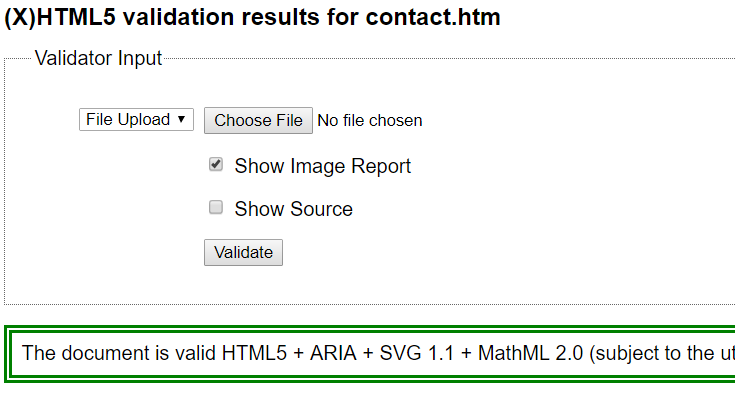 (X)HTML5 validation results for contact.htm
Validator Input
File Upload Choose File No file chosen
Show Image Report
Show Source
Validate
The document is valid HTML5 + ARIA + SVG 1.1 + MathML 2.0 (subject to the ut